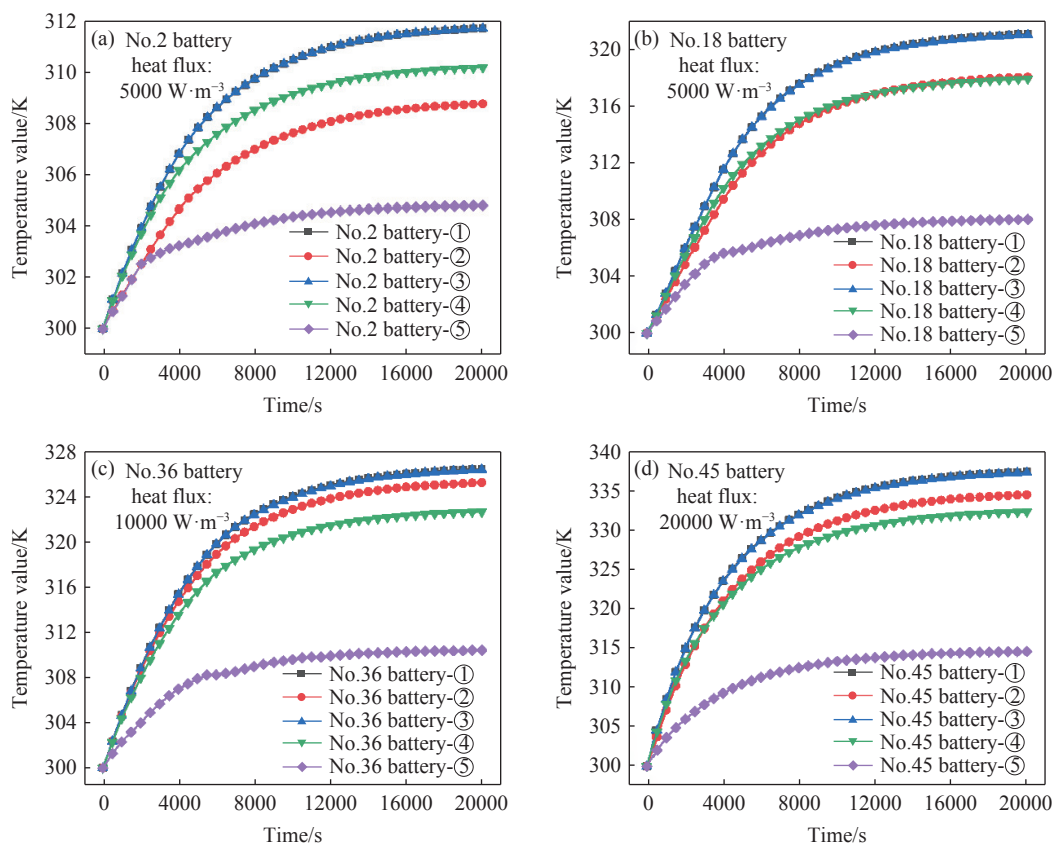 (a) No.2 battery
heat flux:
5000 W·m⁻³
Temperature value/K
312
310
308
306
304
302
300
No.2 battery-①
No.2 battery-②
No.2 battery-③
No.2 battery-④
No.2 battery-⑤
0 4000 8000 12000 16000 20000
Time/s
(b) No.18 battery
heat flux:
5000 W·m⁻³
Temperature value/K
320
316
312
308
304
300
No.18 battery-①
No.18 battery-②
No.18 battery-③
No.18 battery-④
No.18 battery-⑤
0 4000 8000 12000 16000 20000
Time/s
(c) No.36 battery
heat flux:
10000 W·m⁻³
Temperature value/K
328
324
320
316
312
308
304
300
No.36 battery-①
No.36 battery-②
No.36 battery-③
No.36 battery-④
No.36 battery-⑤
0 4000 8000 12000 16000 20000
Time/s
(d) No.45 battery
heat flux:
20000 W·m⁻³
Temperature value/K
340
335
330
325
320
315
310
305
300
No.45 battery-①
No.45 battery-②
No.45 battery-③
No.45 battery-④
No.45 battery-⑤
0 4000 8000 12000 16000 20000
Time/s